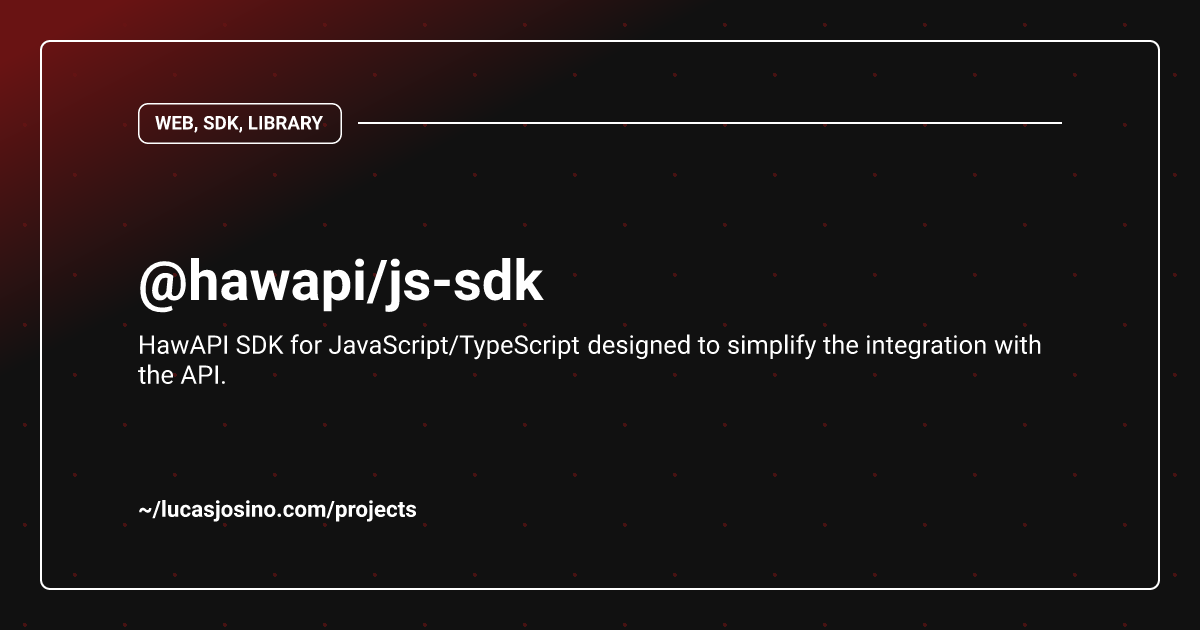 WEB, SDK, LIBRARY
@hawapi/js-sdk
HawAPI SDK for JavaScript/TypeScript designed to simplify the integration with
the API.
~/lucasjosino.com/projects